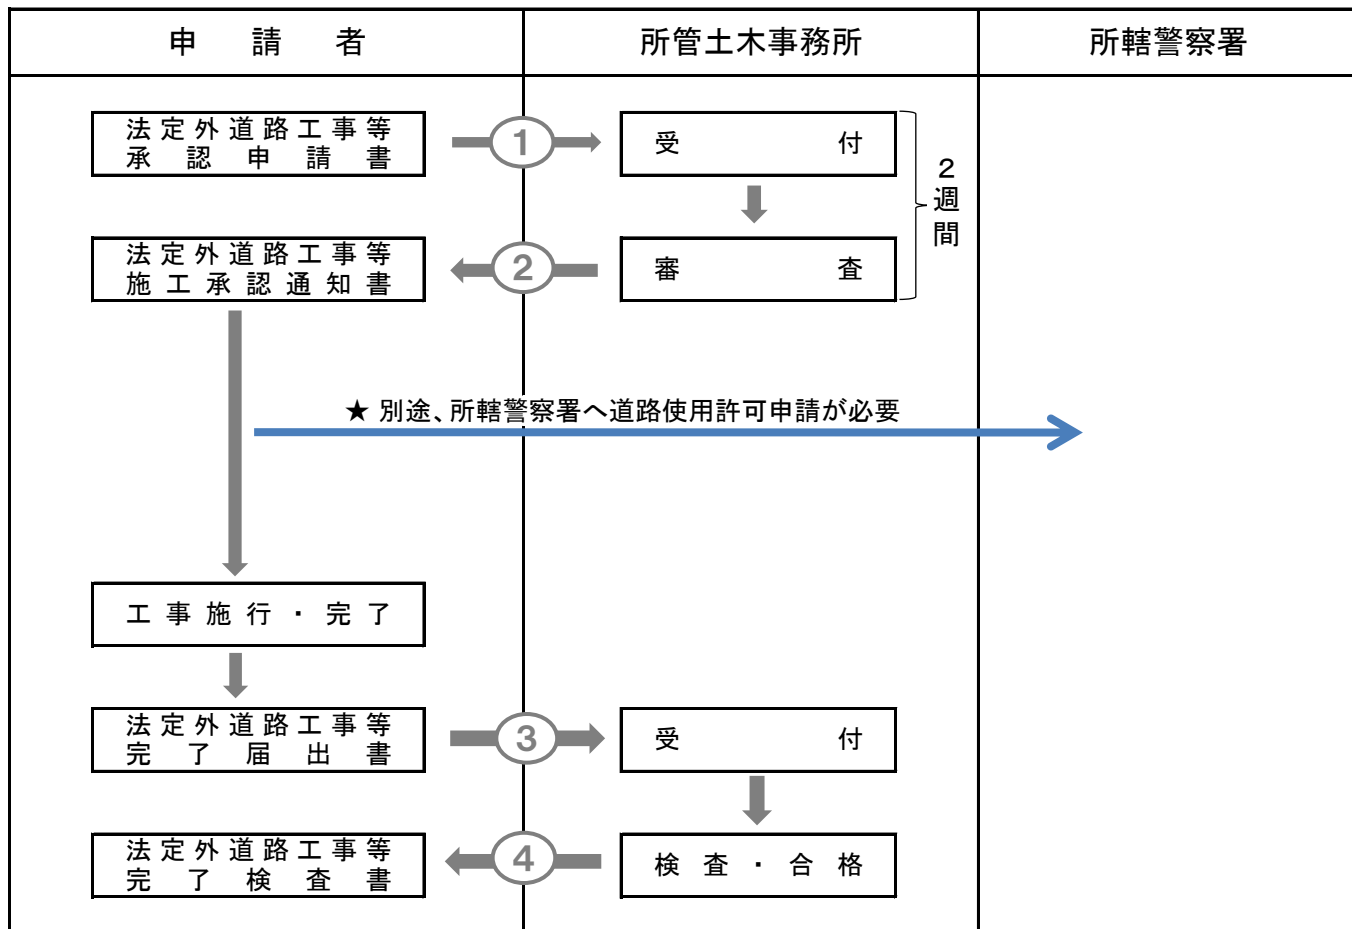 申請者
所管土木事務所
所轄警察署
法定外道路工事等
承認申請書
①
受付
2週間
法定外道路工事等
施工承認通知書
②
審査
★ 別途、所轄警察署へ道路使用許可申請が必要
工事施行・完了
法定外道路工事等
完了届出書
③
受付
法定外道路工事等
完了検査書
④
検査・合格